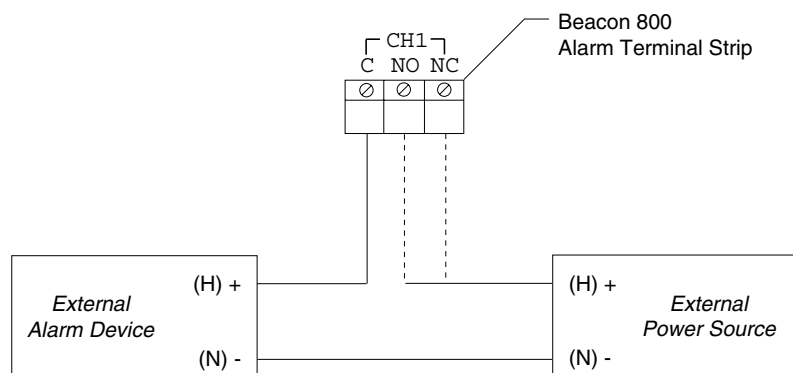 Beacon 800
Alarm Terminal Strip
CH1
C NO NC
(H) +
External
Alarm Device
(N) -
(H) +
External
Power Source
(N) -